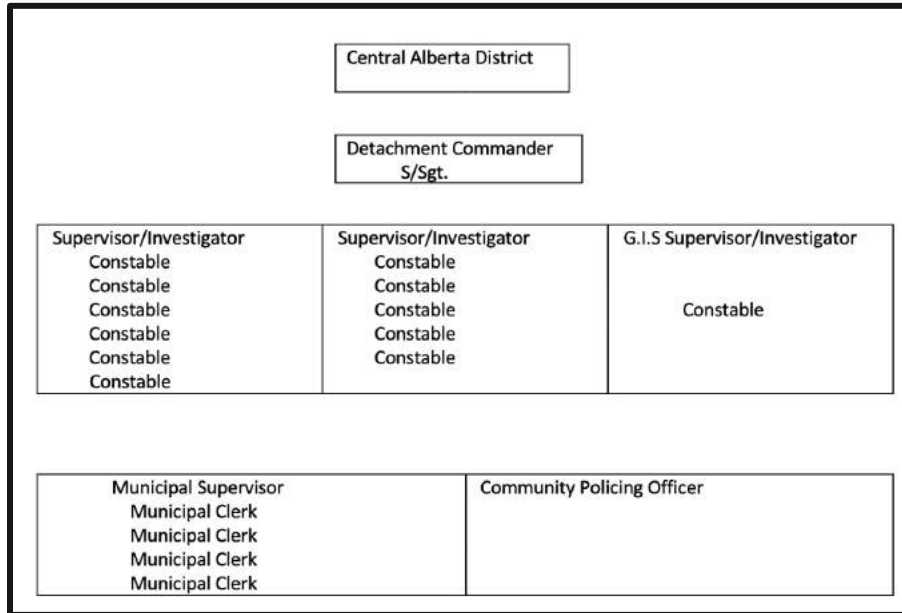 Central Alberta District
Detachment Commander
S/Sgt.
Supervisor/Investigator
Constable
Constable
Constable
Constable
Constable
Constable
Supervisor/Investigator
Constable
Constable
Constable
Constable
Constable
G.I.S Supervisor/Investigator
Constable
Municipal Supervisor
Municipal Clerk
Municipal Clerk
Municipal Clerk
Municipal Clerk
Community Policing Officer